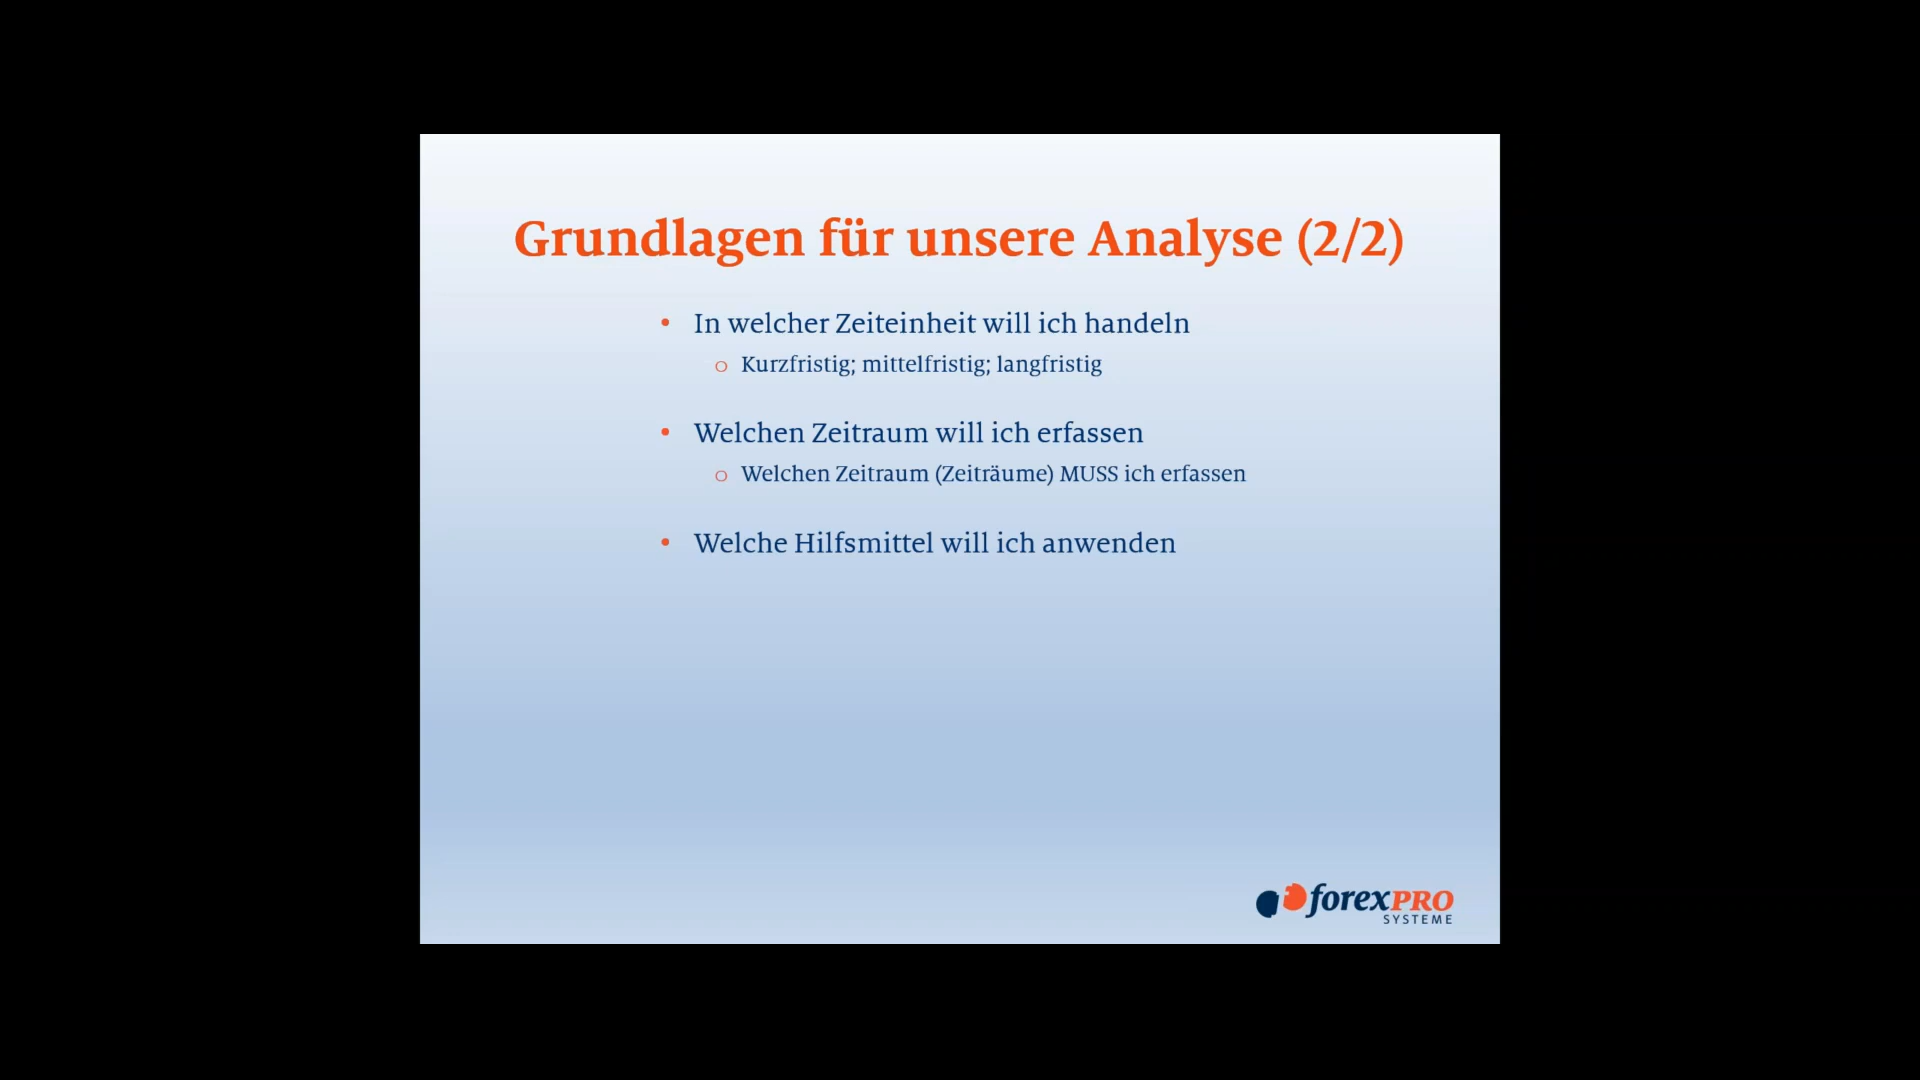 Grundlagen für unsere Analyse (2/2)
• In welcher Zeiteinheit will ich handeln
o Kurzfristig; mittelfristig; langfristig
• Welchen Zeitraum will ich erfassen
o Welchen Zeitraum (Zeiträume) MUSS ich erfassen
• Welche Hilfsmittel will ich anwenden
forexPRO
SYSTEME